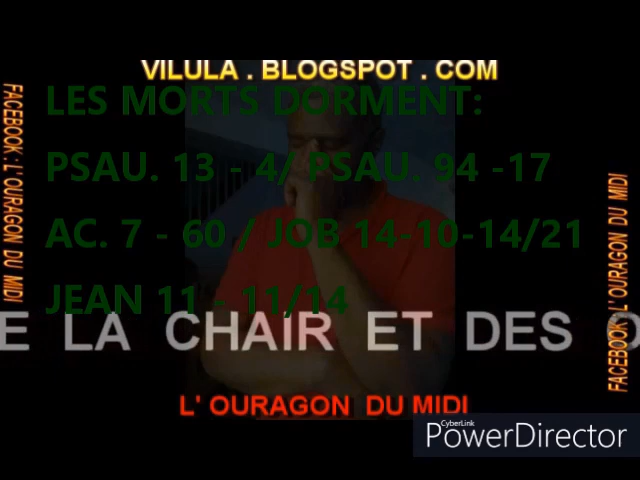 VILULA . BLOGSPOT . COM
LES MORTS DORMENT:
PSAU. 13 - 4/ PSAU. 94 -17
AC. 7 - 60 / JOB 14-10-14/21
JEAN 11 - 11/14
E LA CHAIR ET DES
L' OURAGON DU MIDI
FACEBOOK : L' OURAGON DU MIDI
FACEBOOK : L' OURAGON DU MIDI
CyberLink
PowerDirector